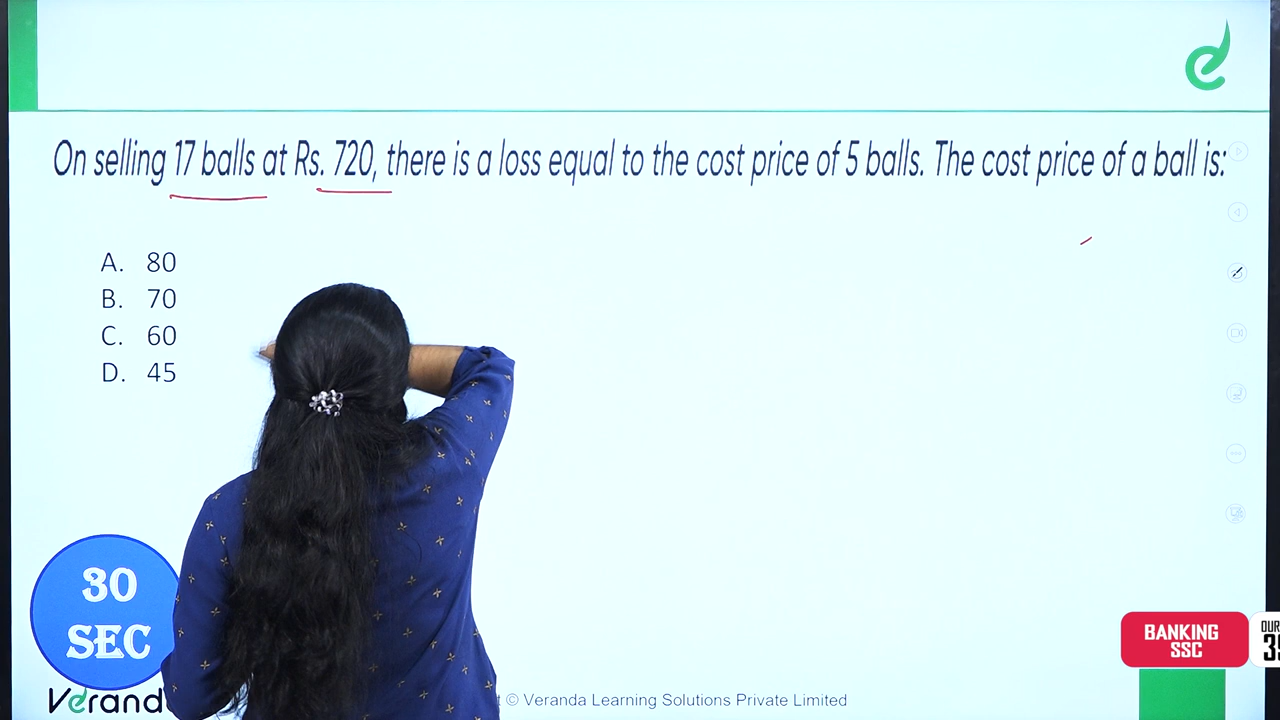 On selling 17 balls at Rs. 720, there is a loss equal to the cost price of 5 balls. The cost price of a ball is:
A. 80
B. 70
C. 60
D. 45
30
SEC
Verand
© Veranda Learning Solutions Private Limited
BANKING
SSC
OUR